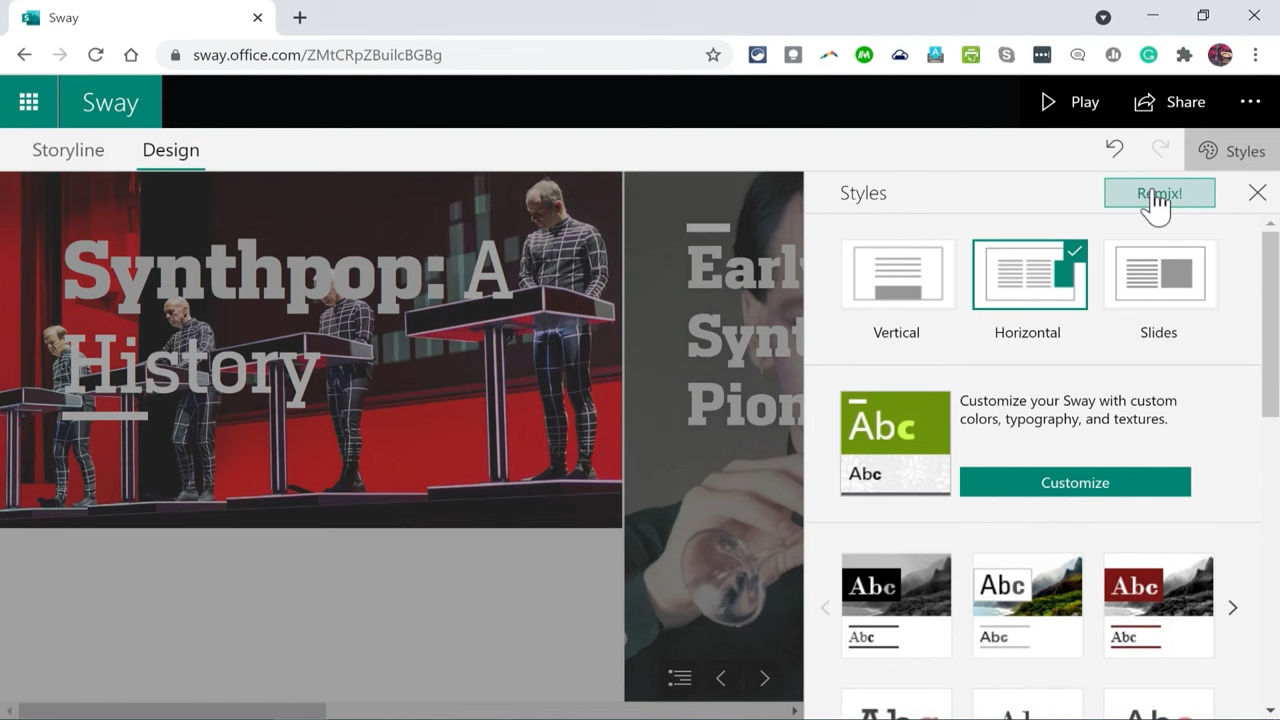 Sway
sway.office.com/ZMtCRpZBuilcBGBg
Sway
Play
Share
Storyline
Design
Styles
Synthpop: A
History
Styles
Remix!
Vertical
Horizontal
Slides
Abc
Abc
Customize your Sway with custom
colors, typography, and textures.
Customize
Abc
Abc
Abc
Abc
Abc
Abc